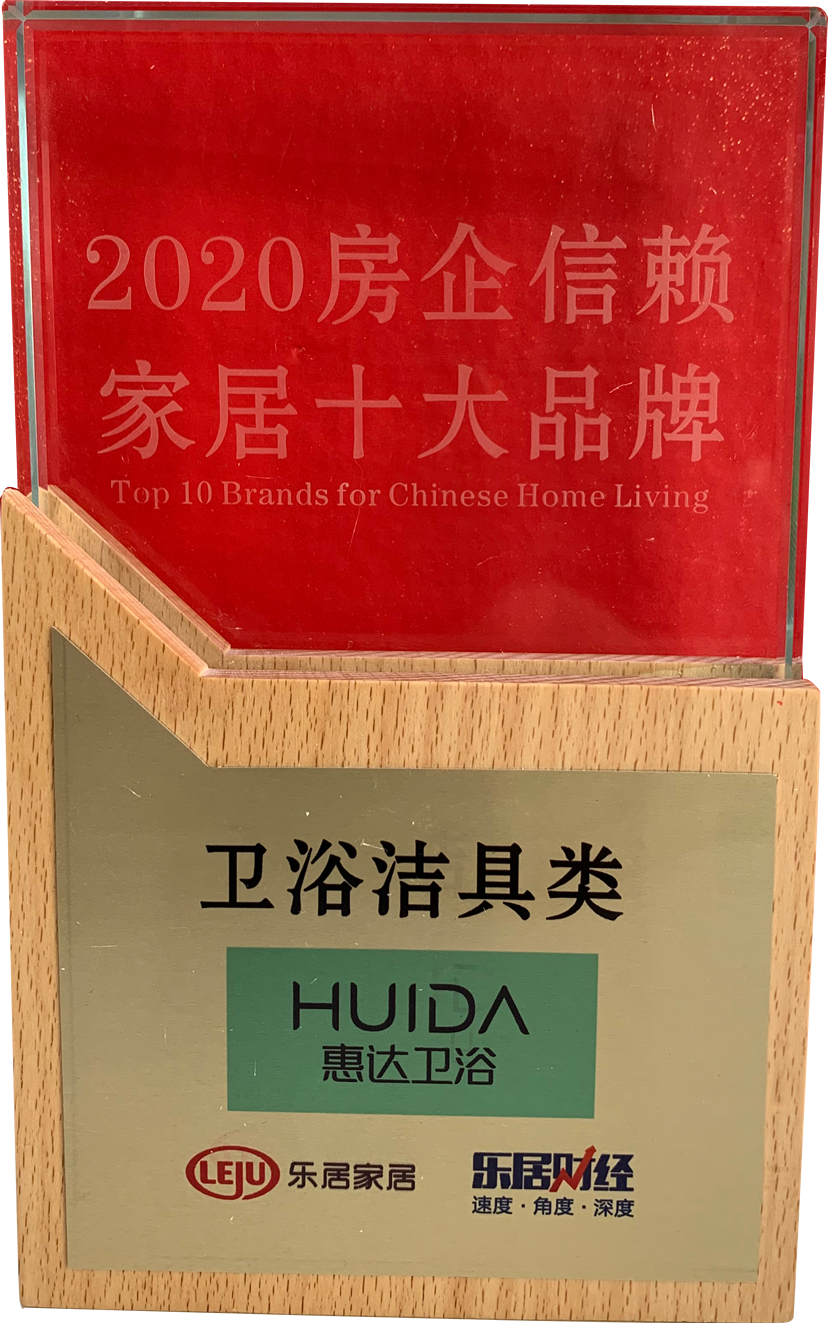 2020房企信赖
家居十大品牌
Top 10 Brands for Chinese Home Living
卫浴洁具类
HUIDA
惠达卫浴
LEJU 乐居家居
乐居财经
速度·角度·深度